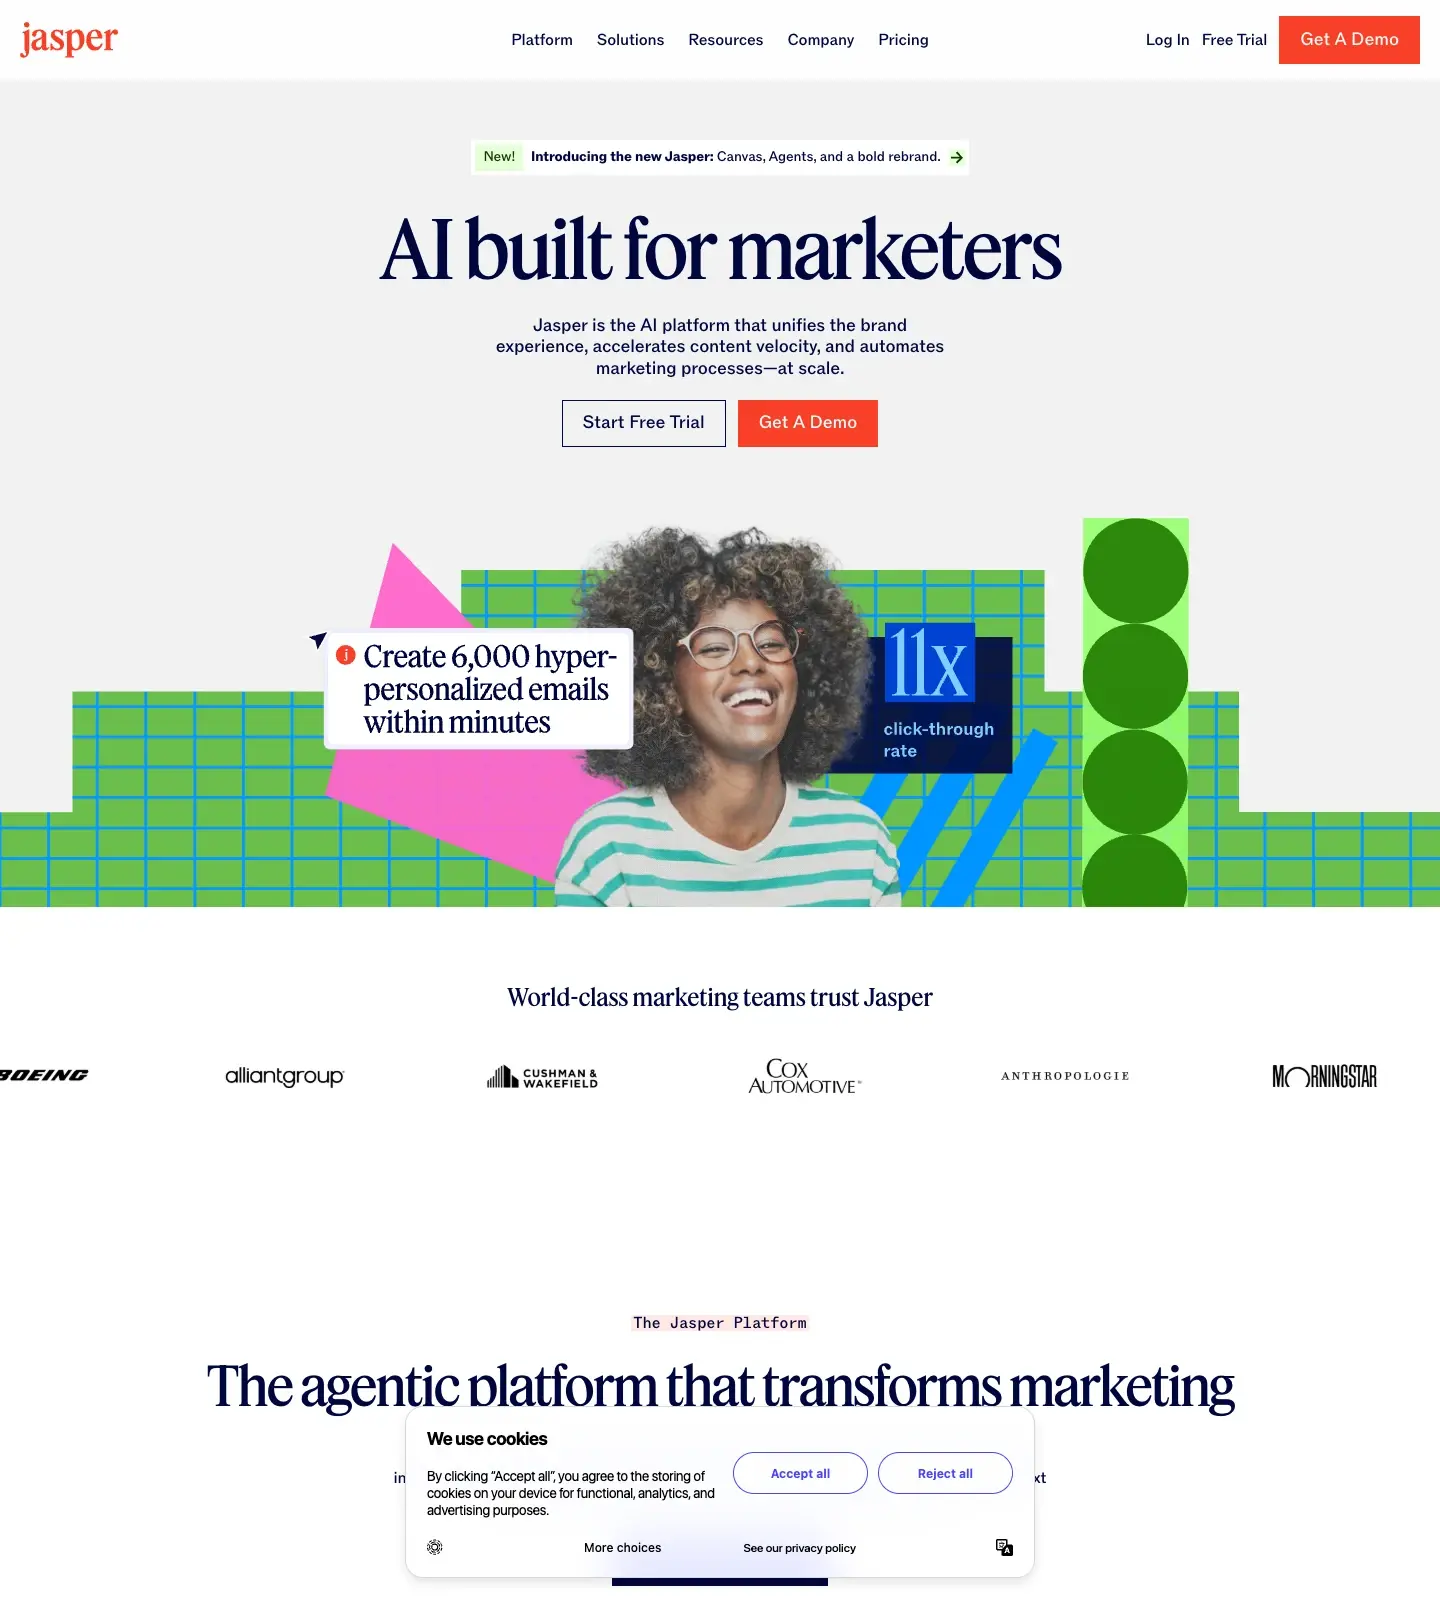 jasper
Platform
Solutions
Resources
Company
Pricing
Log In
Free Trial
Get A Demo
New! Introducing the new Jasper: Canvas, Agents, and a bold rebrand.
AI built for marketers
Jasper is the AI platform that unifies the brand
experience, accelerates content velocity, and automates
marketing processes—at scale.
Start Free Trial
Get A Demo
Create 6,000 hyper-
personalized emails
within minutes
11x
click-through
rate
World-class marketing teams trust Jasper
BOEING
alliantgroup
CUSHMAN &
WAKEFIELD
COX
AUTOMOTIVE™
ANTHROPOLOGIE
MORNINGSTAR
The Jasper Platform
The agentic platform that transforms marketing
We use cookies
By clicking “Accept all”, you agree to the storing of
cookies on your device for functional, analytics, and
advertising purposes.
Accept all
Reject all
More choices
See our privacy policy